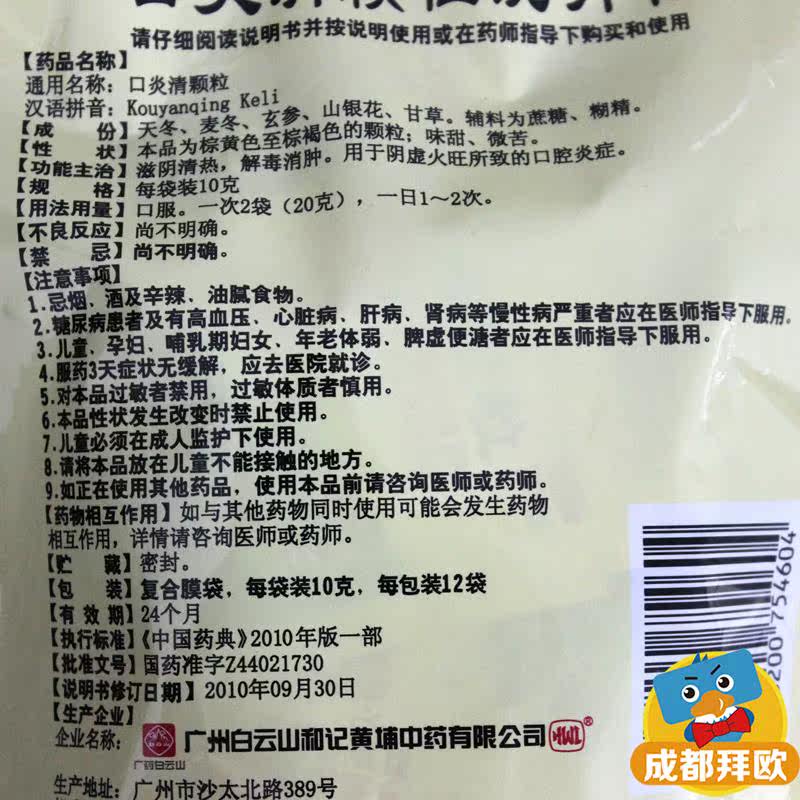 请仔细阅读说明书并按说明使用或在药师指导下购买和使用
【药品名称】
通用名称：口炎清颗粒
汉语拼音：Kouyanqing Keli
【成　　份】天冬、麦冬、玄参、山银花、甘草。辅料为蔗糖、糊精。
【性　　状】本品为棕黄色至棕褐色的颗粒；味甜、微苦。
【功能主治】滋阴清热，解毒消肿。用于阴虚火旺所致的口腔炎症。
【规　　格】每袋装10克
【用法用量】口服。一次2袋（20克），一日1～2次。
【不良反应】尚不明确。
【禁　　忌】尚不明确。
【注意事项】
1.忌烟、酒及辛辣、油腻食物。
2.糖尿病患者及有高血压、心脏病、肝病、肾病等慢性病严重者应在医师指导下服用。
3.儿童、孕妇、哺乳期妇女、年老体弱、脾虚便溏者应在医师指导下服用。
4.服药3天症状无缓解，应去医院就诊。
5.对本品过敏者禁用，过敏体质者慎用。
6.本品性状发生改变时禁止使用。
7.儿童必须在成人监护下使用。
8.请将本品放在儿童不能接触的地方。
9.如正在使用其他药品，使用本品前请咨询医师或药师。
【药物相互作用】如与其他药物同时使用可能会发生药物
相互作用，详情请咨询医师或药师。
【贮　　藏】密封。
【包　　装】复合膜袋，每袋装10克，每包装12袋
【有 效 期】24个月
【执行标准】《中国药典》2010年版一部
【批准文号】国药准字Z44021730
【说明书修订日期】2010年09月30日
【生产企业】
企业名称：广州白云山和记黄埔中药有限公司®
广药白云山
生产地址：广州市沙太北路389号
200 754604
成都拜欧